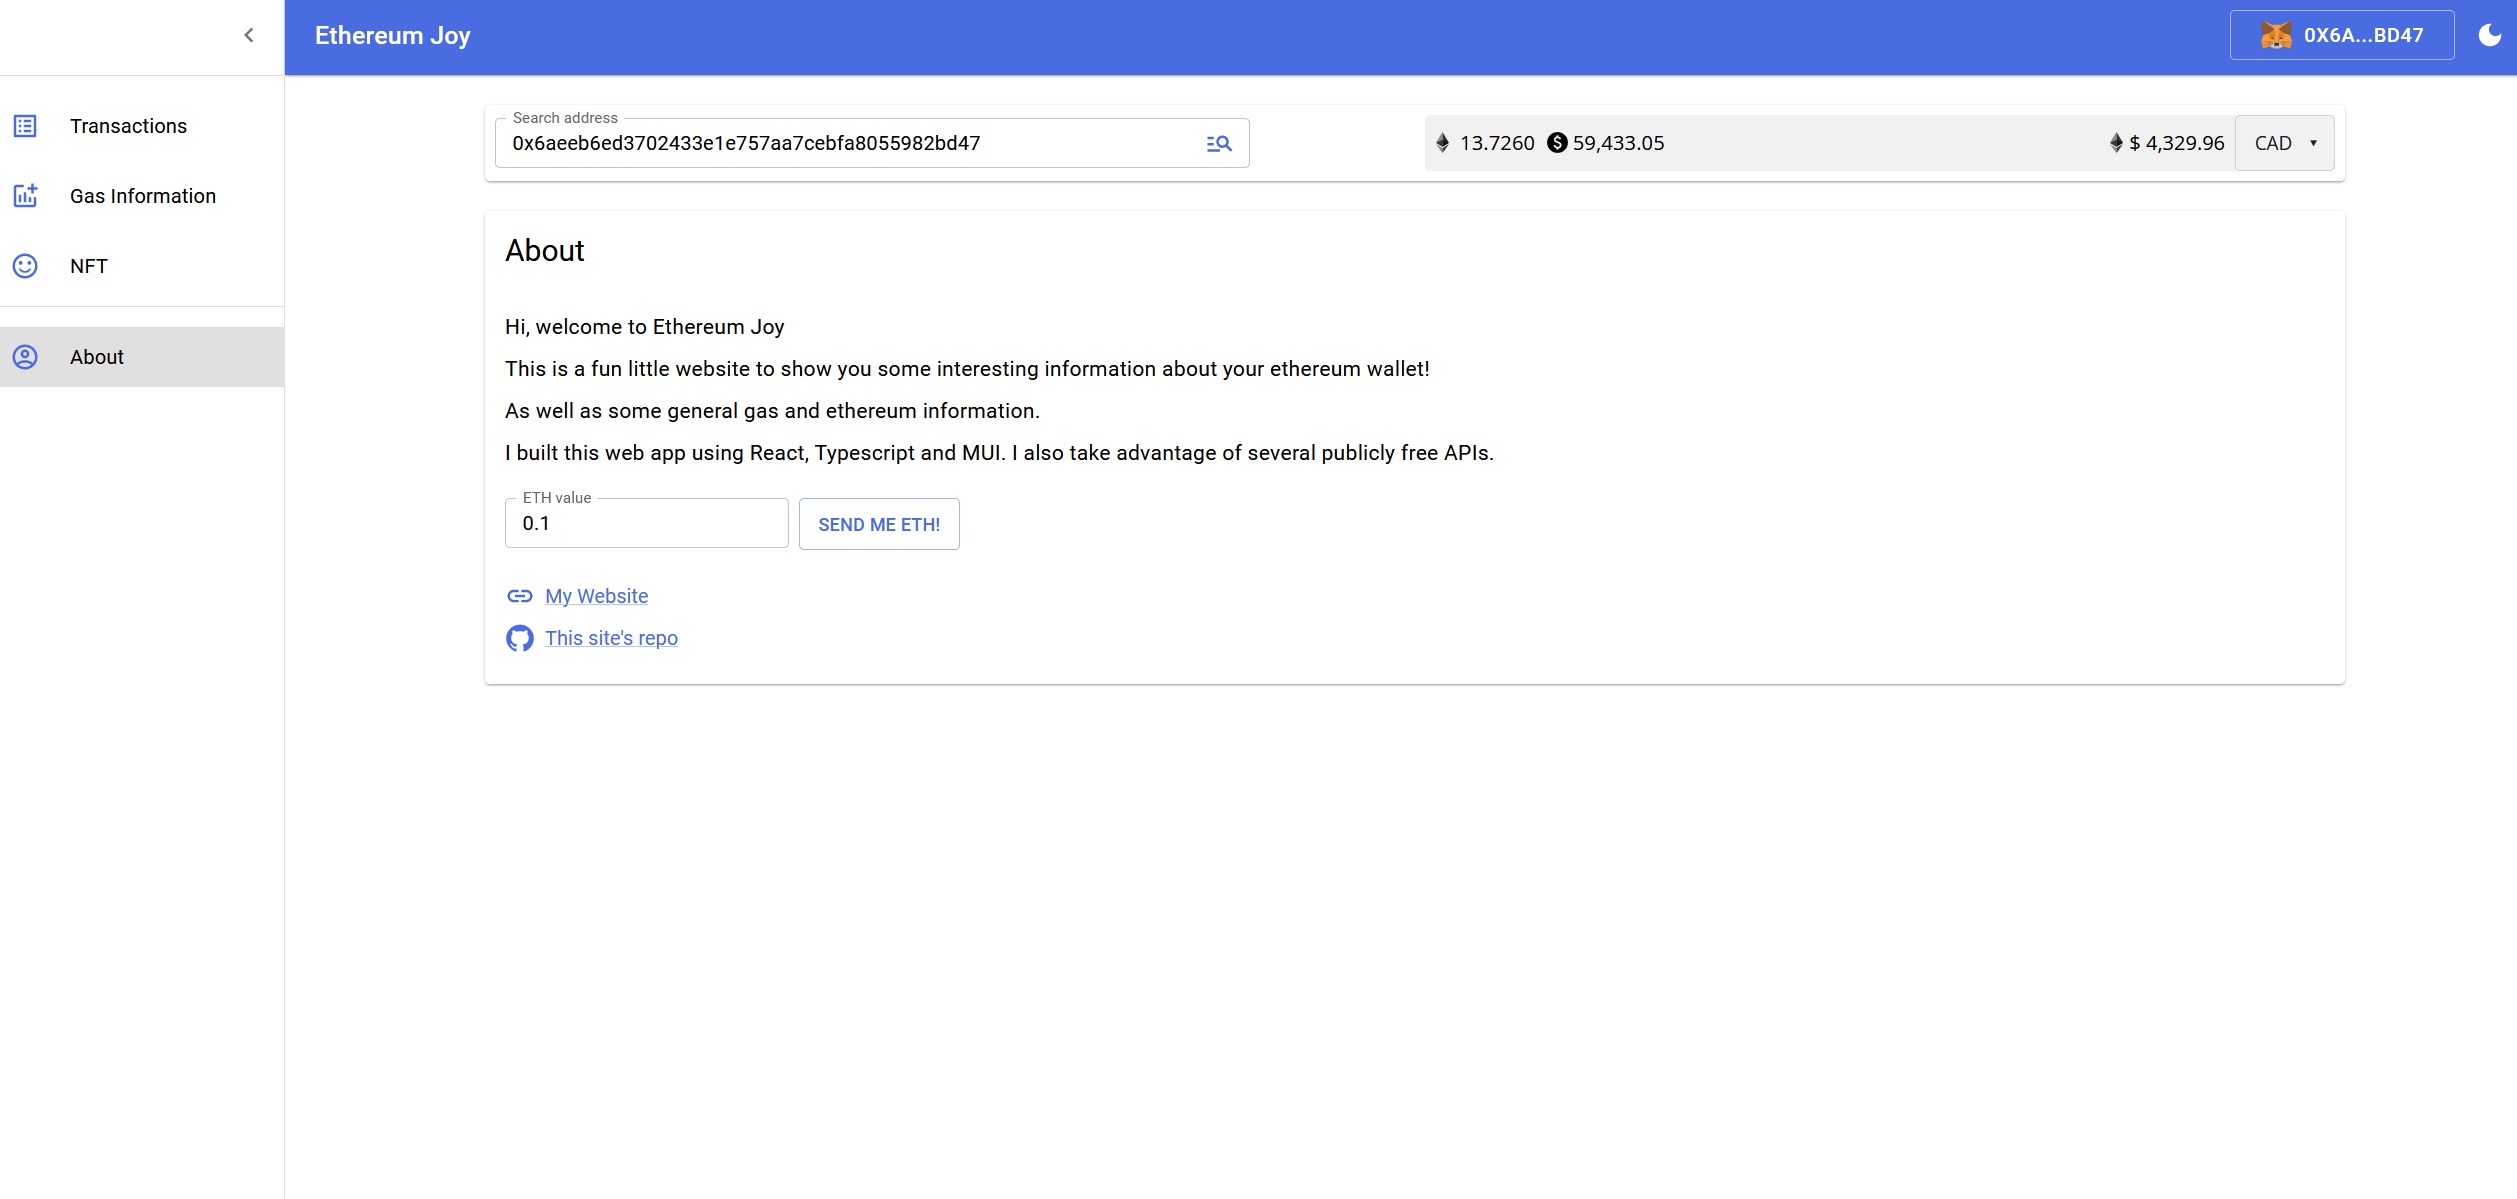 Ethereum Joy
0X6A...BD47
Transactions
Gas Information
NFT
About
Search address
0x6aeeb6ed3702433e1e757aa7cebfa8055982bd47
13.7260 $ 59,433.05
$ 4,329.96 CAD
About
Hi, welcome to Ethereum Joy
This is a fun little website to show you some interesting information about your ethereum wallet!
As well as some general gas and ethereum information.
I built this web app using React, Typescript and MUI. I also take advantage of several publicly free APIs.
ETH value
0.1
SEND ME ETH!
My Website
This site's repo